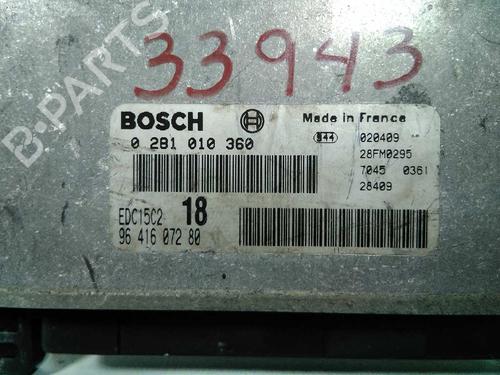 33943
B-PARTS
BOSCH
Made in France
0 281 010 360
S44 020409
28FM0295
7045 0361
28409
EDC15C2 18
96 416 072 80